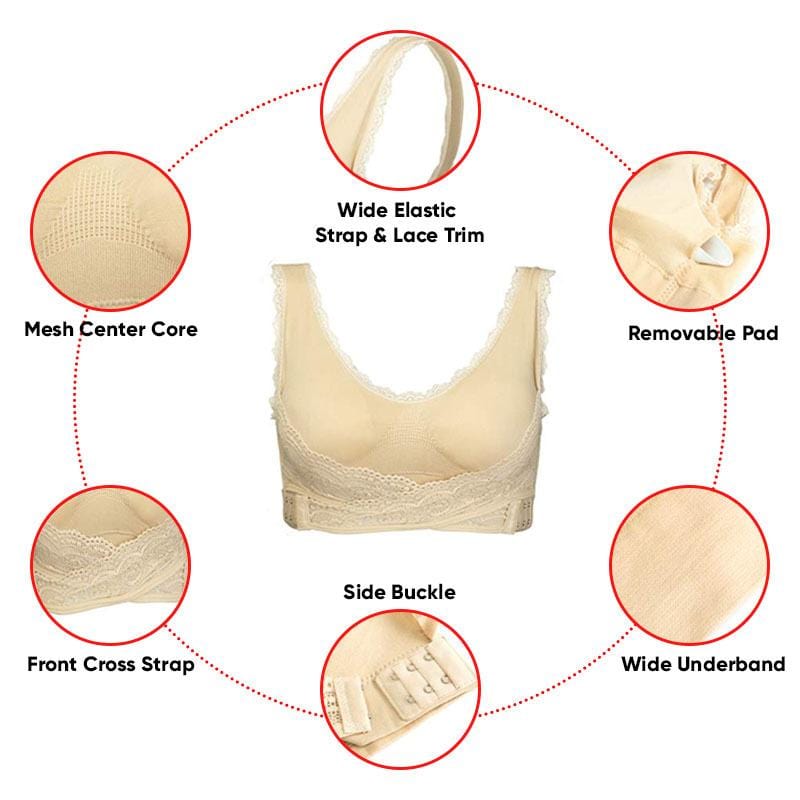 Wide Elastic
Strap & Lace Trim
Mesh Center Core
Removable Pad
Side Buckle
Front Cross Strap
Wide Underband